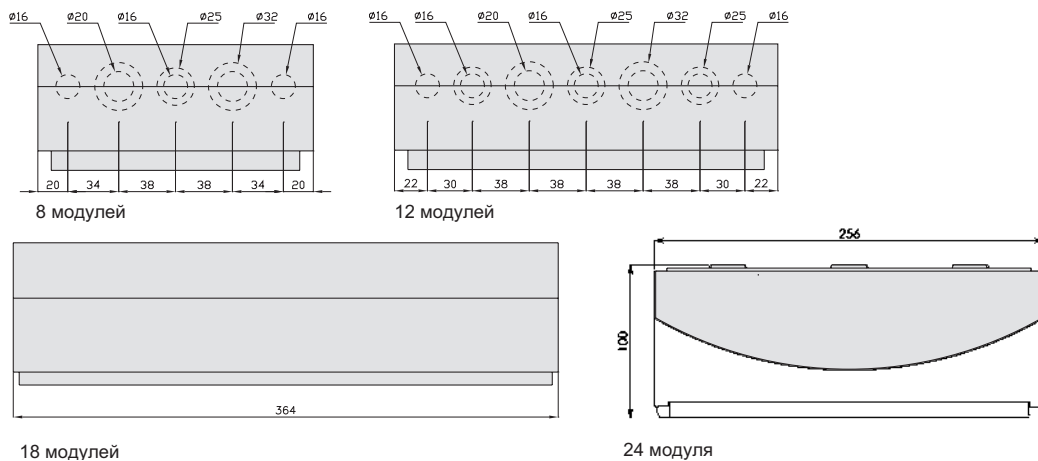 ø16 ø20 ø16 ø25 ø32 ø16
20 34 38 38 34 20
8 модулей
ø16 ø16 ø20 ø16 ø25 ø32 ø25 ø16
22 30 38 38 38 38 30 22
12 модулей
364
18 модулей
256
100
24 модуля